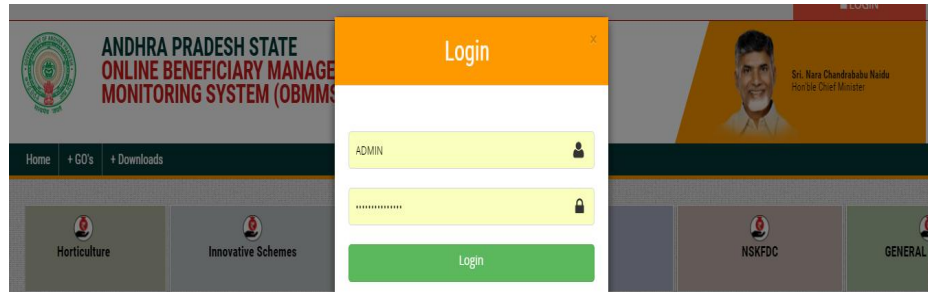 LOGIN
ANDHRA PRADESH STATE
ONLINE BENEFICIARY MANAGE
MONITORING SYSTEM (OBMMS
Login
x
Sri. Nara Chandrababu Naidu
Hon'ble Chief Minister
Home + GO's + Downloads
ADMIN
Login
Horticulture
Innovative Schemes
NSKFDC
GENERAL